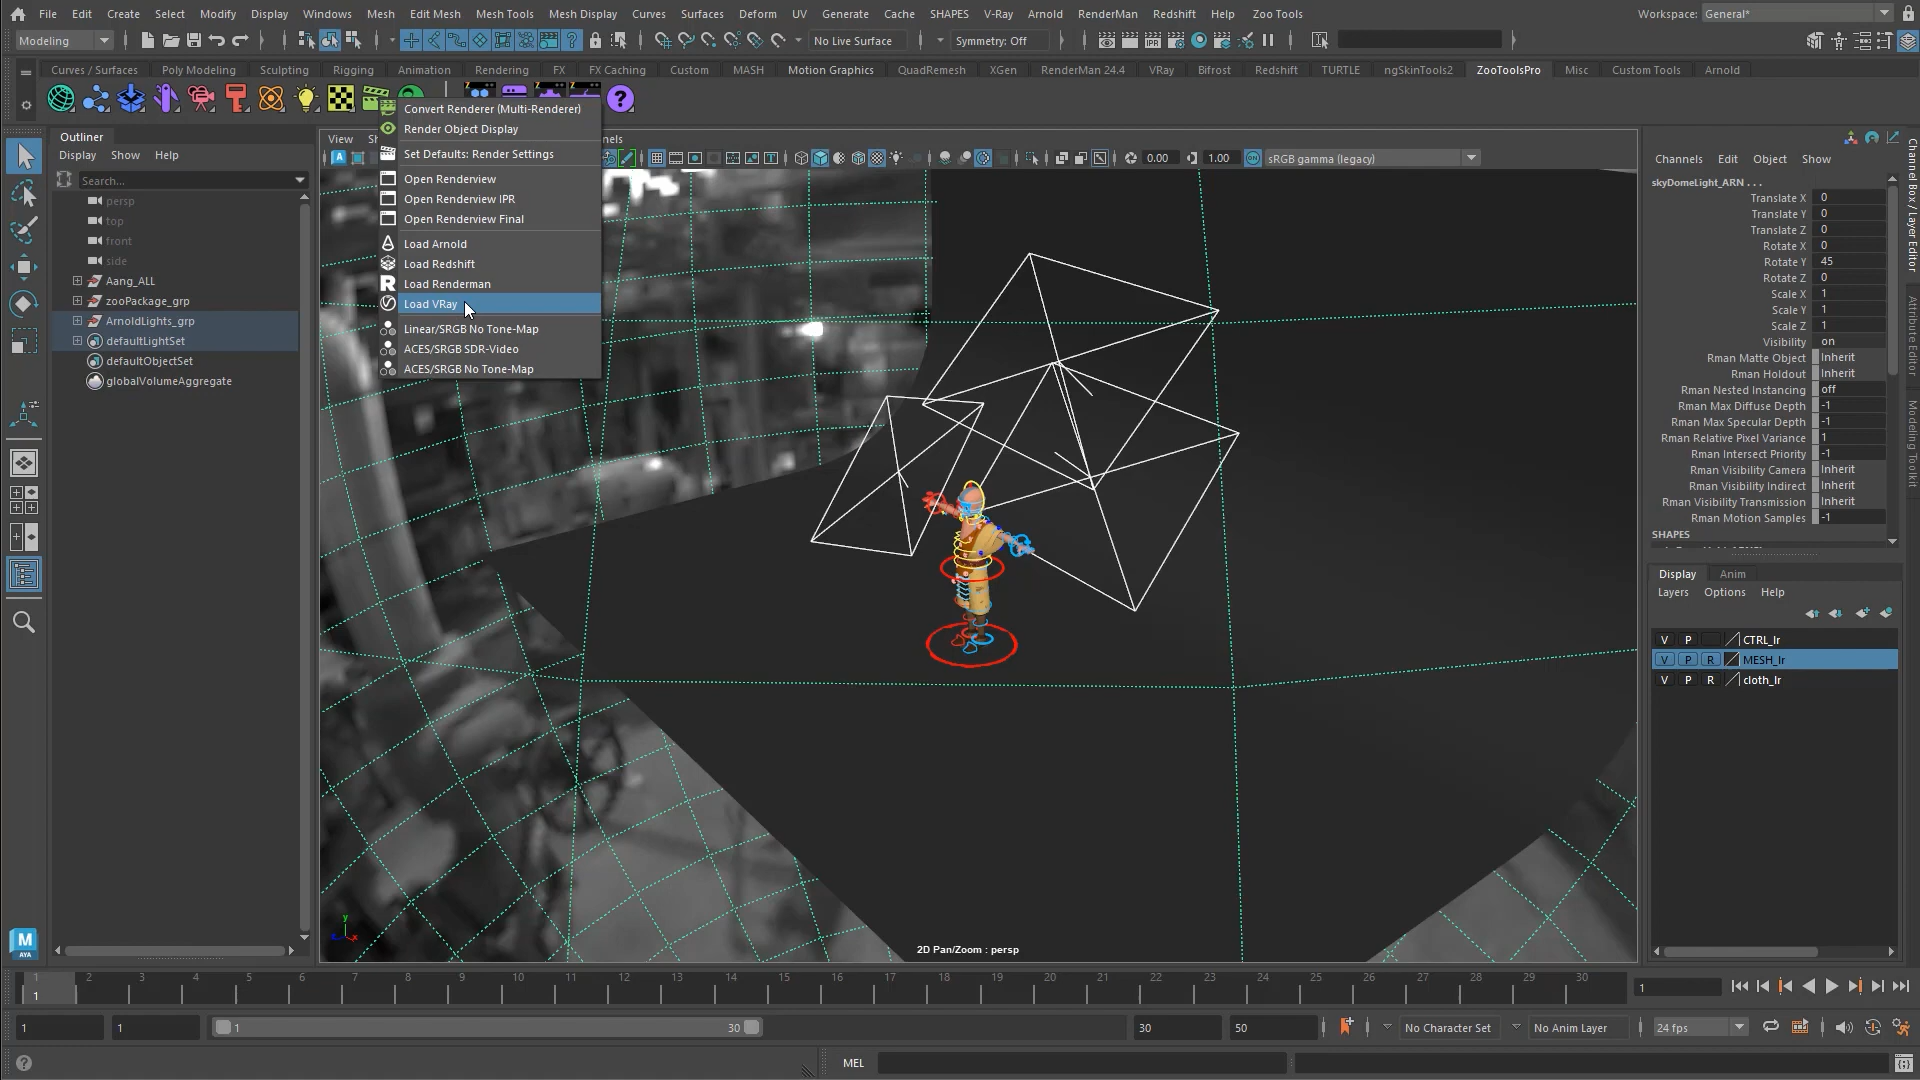 File Edit Create Select Modify Display Windows Mesh Edit Mesh Mesh Tools Mesh Display Curves Surfaces Deform UV Generate Cache SHAPES V-Ray Arnold RenderMan Redshift Help Zoo Tools Workspace: General*
Modeling No Live Surface Symmetry: Off
Curves / Surfaces Poly Modeling Sculpting Rigging Animation Rendering FX FX Caching Custom MASH Motion Graphics QuadRemesh XGen RenderMan 24.4 VRay Bifrost Redshift TURTLE ngSkinTools2 ZooToolsPro Misc Custom Tools Arnold
Convert Renderer (Multi-Renderer)
Render Object Display
Set Defaults: Render Settings
Open Renderview
Open Renderview IPR
Open Renderview Final
Load Arnold
Load Redshift
Load Renderman
Load VRay
Linear/SRGB No Tone-Map
ACES/SRGB SDR-Video
ACES/SRGB No Tone-Map
Outliner
Display Show Help
Search...
persp
top
front
side
Aang_ALL
zooPackage_grp
ArnoldLights_grp
defaultLightSet
defaultObjectSet
globalVolumeAggregate
View
0.00 1.00 sRGB gamma (legacy)
2D Pan/Zoom : persp
Channels Edit Object Show
skyDomeLight_ARN . . .
Translate X 0
Translate Y 0
Translate Z 0
Rotate X 0
Rotate Y 45
Rotate Z 0
Scale X 1
Scale Y 1
Scale Z 1
Visibility on
Rman Matte Object Inherit
Rman Holdout Inherit
Rman Nested Instancing off
Rman Max Diffuse Depth -1
Rman Max Specular Depth -1
Rman Relative Pixel Variance 1
Rman Intersect Priority -1
Rman Visibility Camera Inherit
Rman Visibility Indirect Inherit
Rman Visibility Transmission Inherit
Rman Motion Samples -1
SHAPES
Display Anim
Layers Options Help
V P CTRL_lr
V P R MESH_lr
V P R cloth_lr
Channel Box / Layer Editor
Attribute Editor
Modeling Toolkit
M
AYA
1 2 3 4 5 6 7 8 9 10 11 12 13 14 15 16 17 18 19 20 21 22 23 24 25 26 27 28 29 30
1
1
1 1 1 30 30 50 No Character Set No Anim Layer 24 fps
MEL